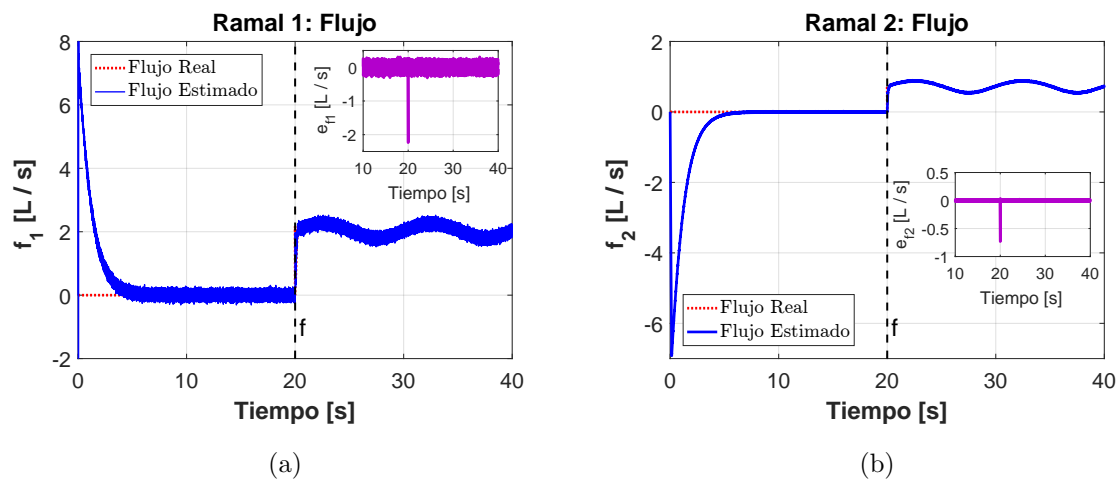 Ramal 1: Flujo
8
6
4
2
0
-2
0
10
20
30
40
f₁ [L / s]
Tiempo [s]
Flujo Real
Flujo Estimado
f
0
-1
-2
10
20
30
40
e_f1 [L / s]
Tiempo [s]
(a)
Ramal 2: Flujo
2
0
-2
-4
-6
0
10
20
30
40
f₂ [L / s]
Tiempo [s]
Flujo Real
Flujo Estimado
f
0.5
0
-0.5
-1
10
20
30
40
e_f2 [L / s]
Tiempo [s]
(b)